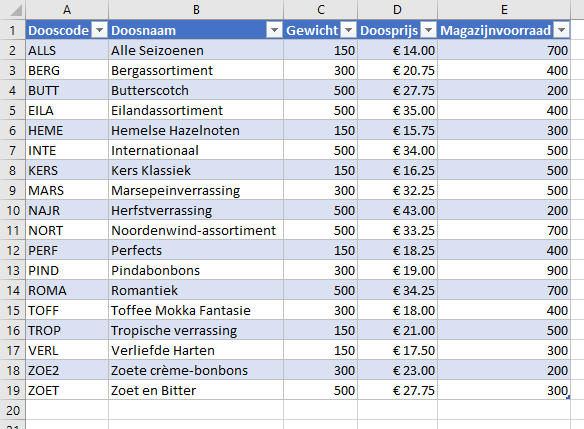 A B C D E
1 Dooscode Doosnaam Gewicht Doosprijs Magazijnvoorraad
2 ALLS Alle Seizoenen 150 € 14.00 700
3 BERG Bergassortiment 300 € 20.75 400
4 BUTT Butterscotch 500 € 27.75 200
5 EILA Eilandassortiment 500 € 35.00 400
6 HEME Hemelse Hazelnoten 150 € 15.75 300
7 INTE Internationaal 500 € 34.00 500
8 KERS Kers Klassiek 150 € 16.25 500
9 MARS Marsepeinverrassing 300 € 32.25 500
10 NAJR Herfstverrassing 500 € 43.00 200
11 NORT Noordenwind-assortiment 500 € 33.25 700
12 PERF Perfects 150 € 18.25 400
13 PIND Pindabonbons 300 € 19.00 900
14 ROMA Romantiek 500 € 34.25 700
15 TOFF Toffee Mokka Fantasie 300 € 18.00 400
16 TROP Tropische verrassing 150 € 21.00 500
17 VERL Verliefde Harten 150 € 17.50 300
18 ZOE2 Zoete crème-bonbons 300 € 23.00 200
19 ZOET Zoet en Bitter 500 € 27.75 300
20